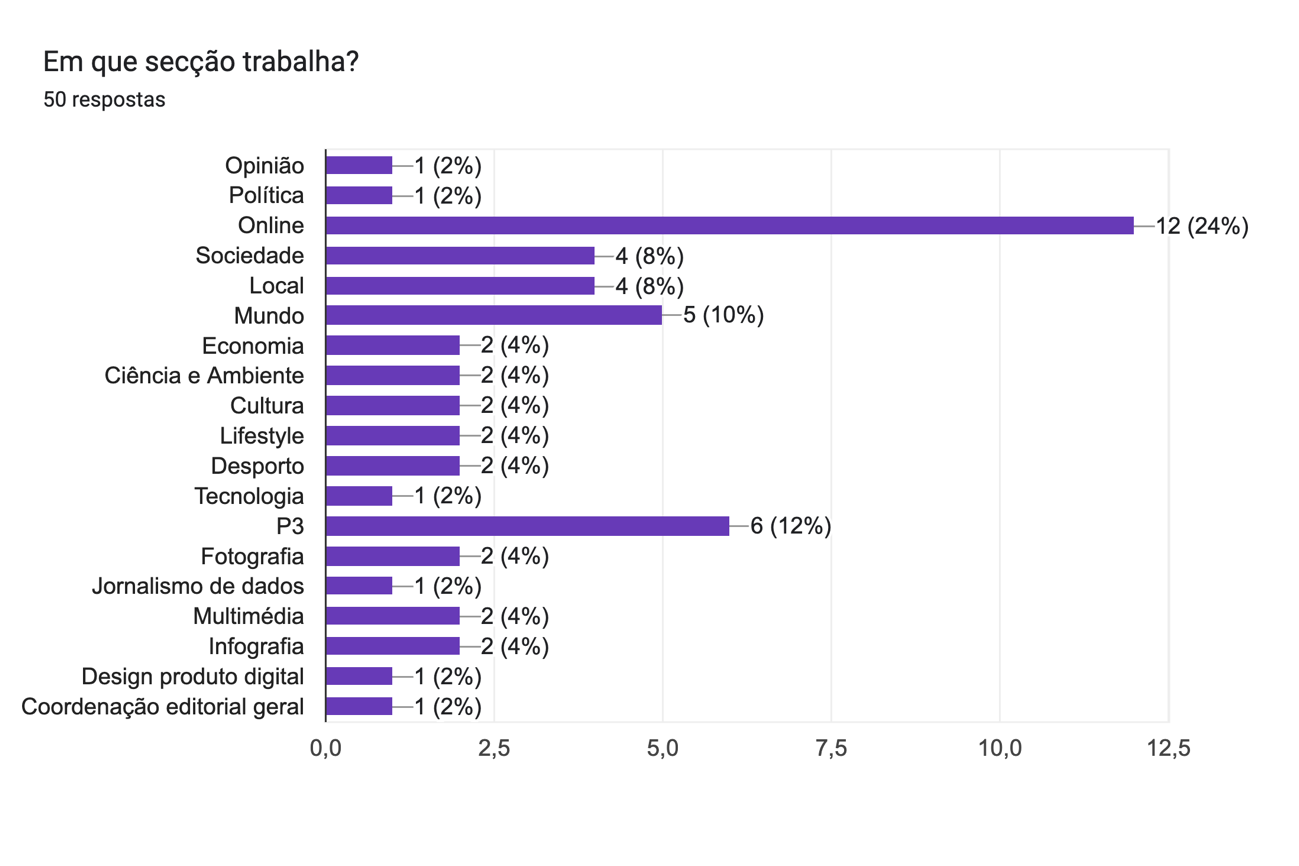 Em que secção trabalha?
50 respostas
Opinião 1 (2%)
Política 1 (2%)
Online 12 (24%)
Sociedade 4 (8%)
Local 4 (8%)
Mundo 5 (10%)
Economia 2 (4%)
Ciência e Ambiente 2 (4%)
Cultura 2 (4%)
Lifestyle 2 (4%)
Desporto 2 (4%)
Tecnologia 1 (2%)
P3 6 (12%)
Fotografia 2 (4%)
Jornalismo de dados 1 (2%)
Multimédia 2 (4%)
Infografia 2 (4%)
Design produto digital 1 (2%)
Coordenação editorial geral 1 (2%)
0,0 2,5 5,0 7,5 10,0 12,5